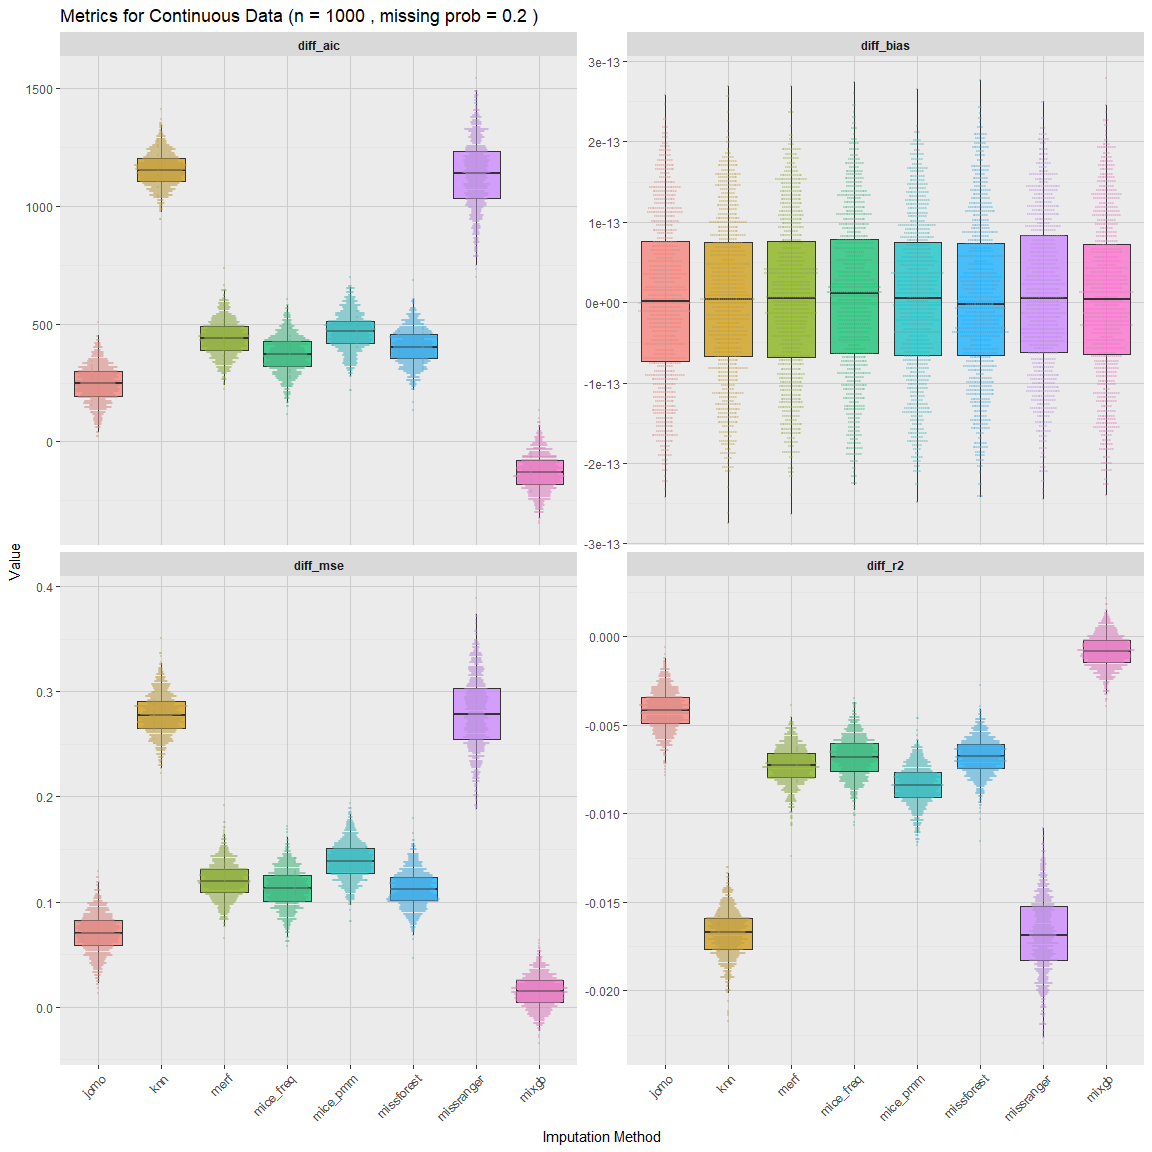 Metrics for Continuous Data (n = 1000 , missing prob = 0.2 )
diff_aic
diff_bias
1500
1000
500
0
3e-13
2e-13
1e-13
0e+00
-1e-13
-2e-13
-3e-13
Value
diff_mse
diff_r2
0.4
0.3
0.2
0.1
0.0
0.000
-0.005
-0.010
-0.015
-0.020
jomo
knn
merf
mice_freq
mice_pmm
missforest
missranger
mixgb
jomo
knn
merf
mice_freq
mice_pmm
missforest
missranger
mixgb
Imputation Method